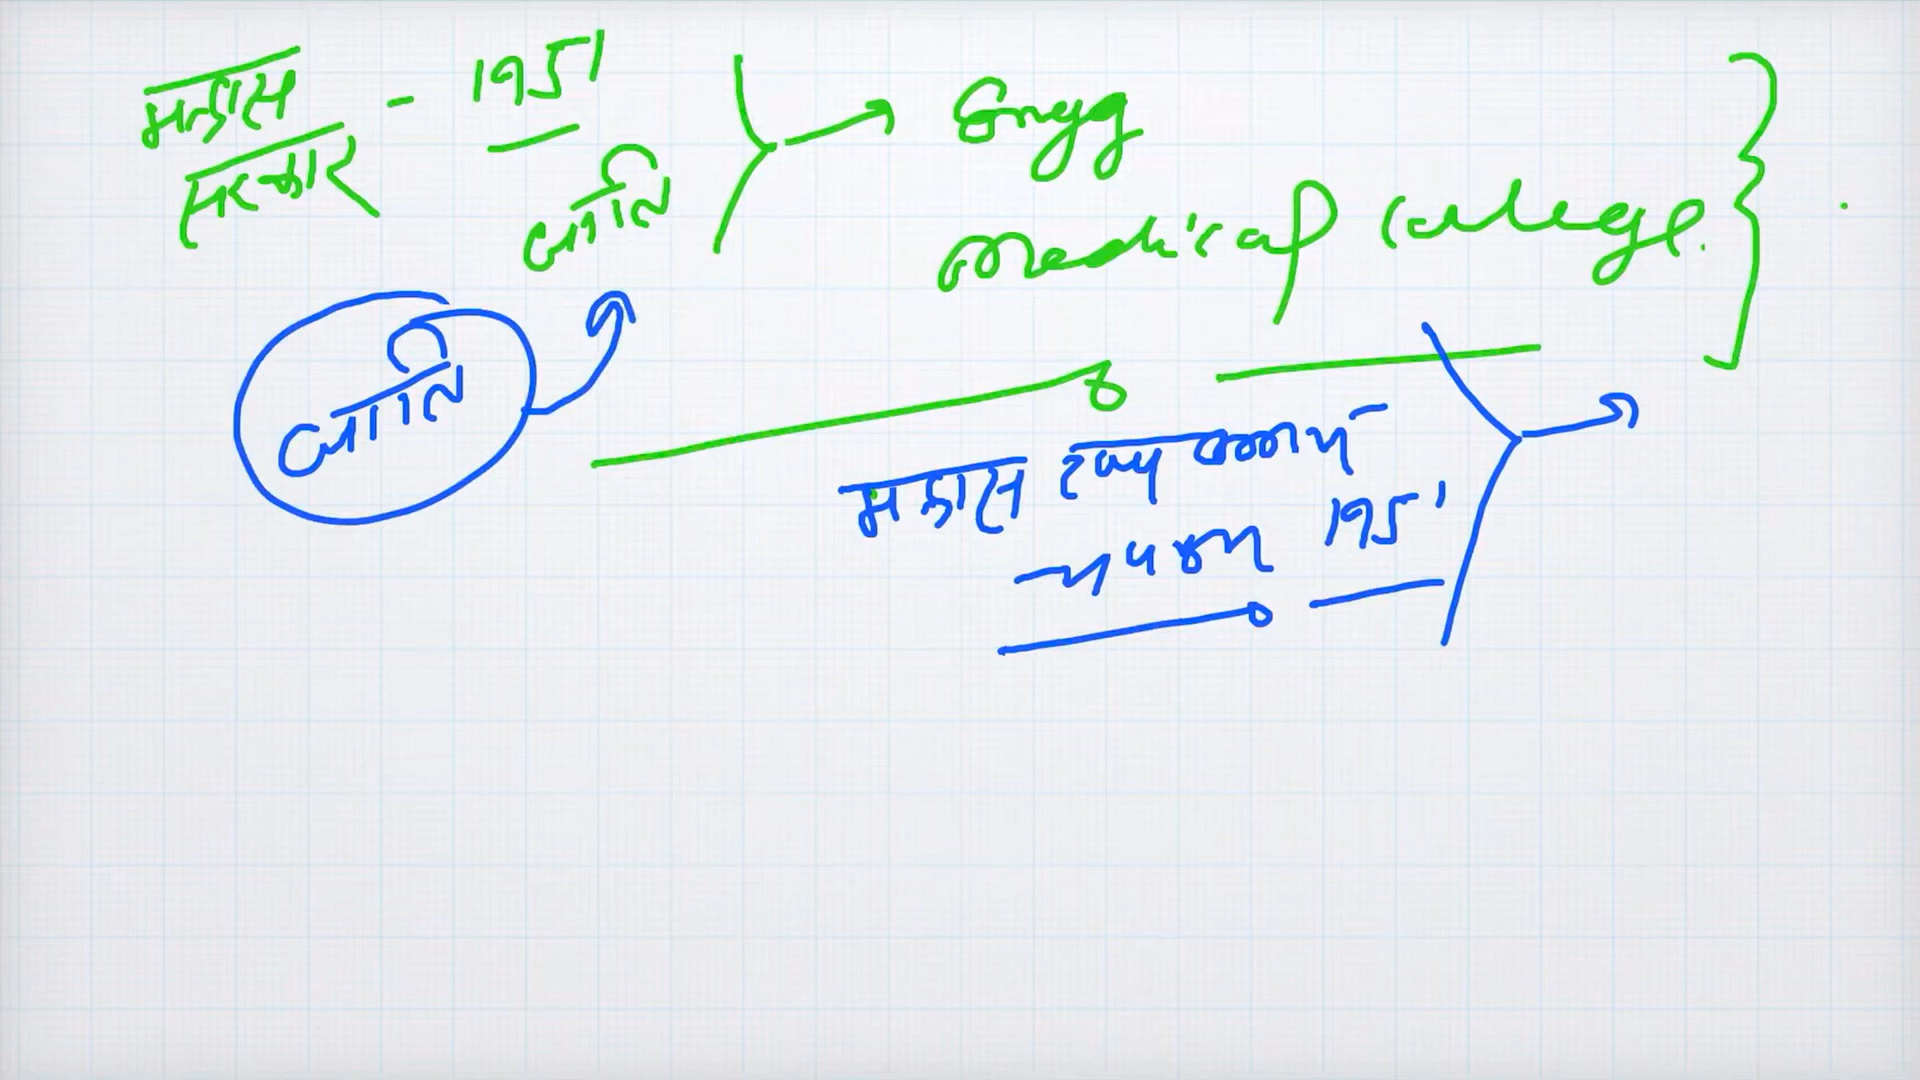 मद्रास - 1951
सरकार
जाति
Engg
Medical College.
जाति
मद्रास राज्य बनाम
चंपकम 1951